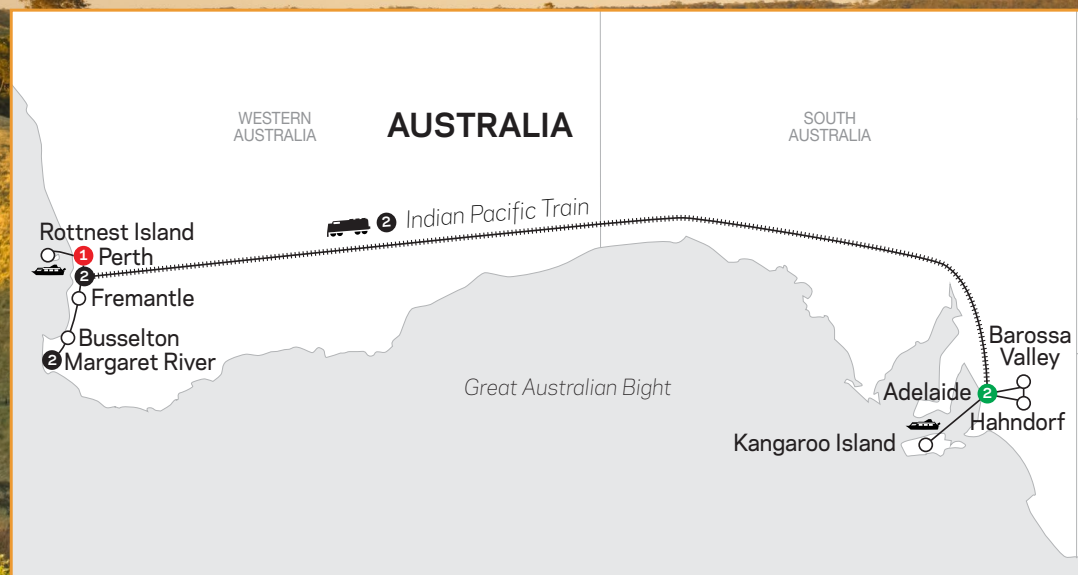 WESTERN
AUSTRALIA
AUSTRALIA
SOUTH
AUSTRALIA
2 Indian Pacific Train
Rottnest Island
1 Perth
2
Fremantle
Busselton
2 Margaret River
Great Australian Bight
Barossa
Valley
Adelaide 2
Hahndorf
Kangaroo Island